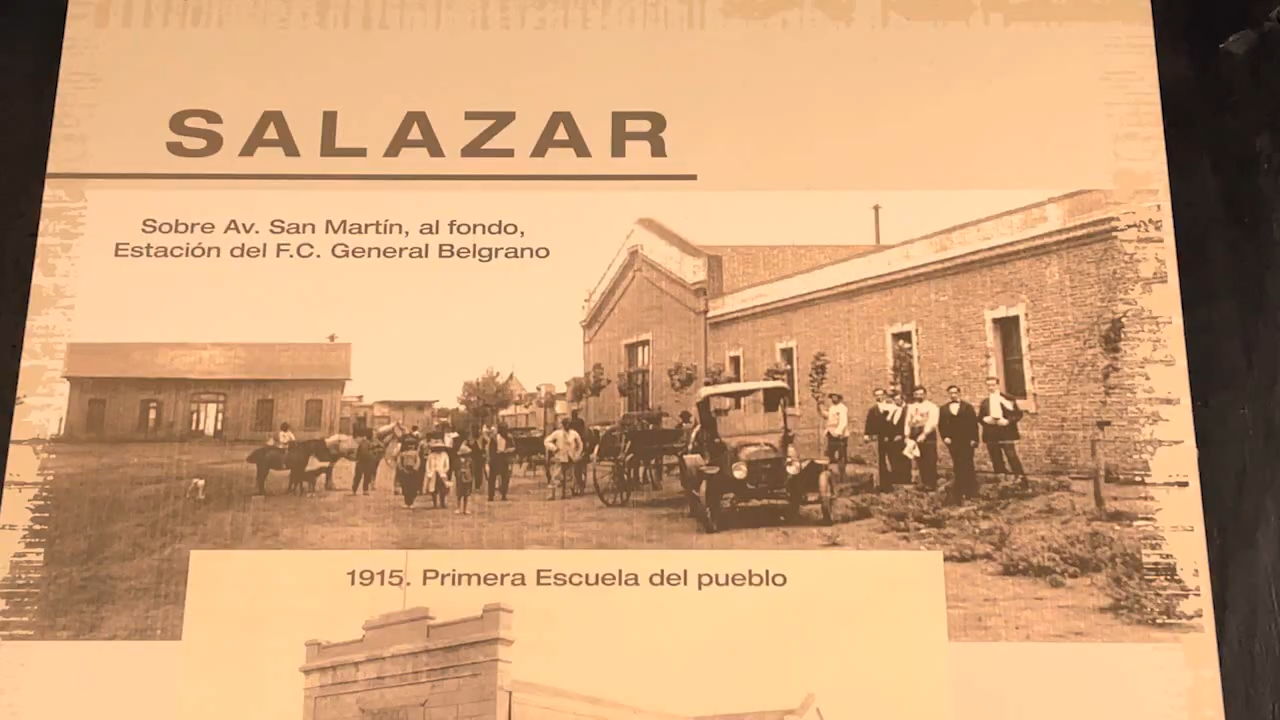 SALAZAR
Sobre Av. San Martín, al fondo,
Estación del F.C. General Belgrano
1915. Primera Escuela del pueblo